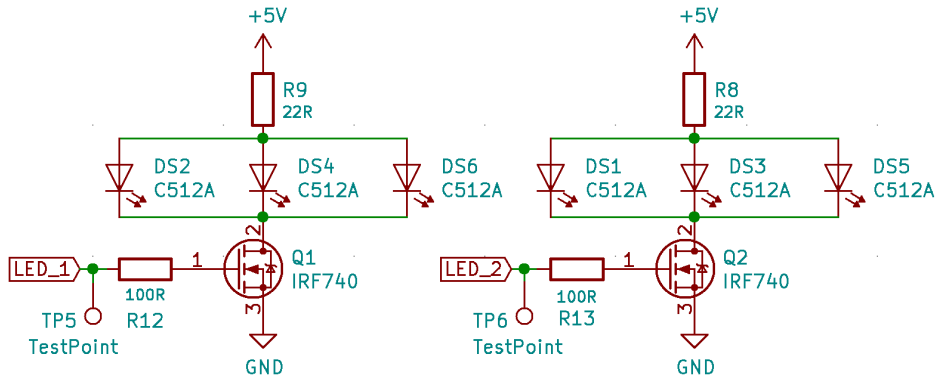 +5V
R9
22R
DS2
C512A
DS4
C512A
DS6
C512A
2
Q1
IRF740
1
3
LED_1
100R
R12
TP5
TestPoint
GND
+5V
R8
22R
DS1
C512A
DS3
C512A
DS5
C512A
2
Q2
IRF740
1
3
LED_2
100R
R13
TP6
TestPoint
GND